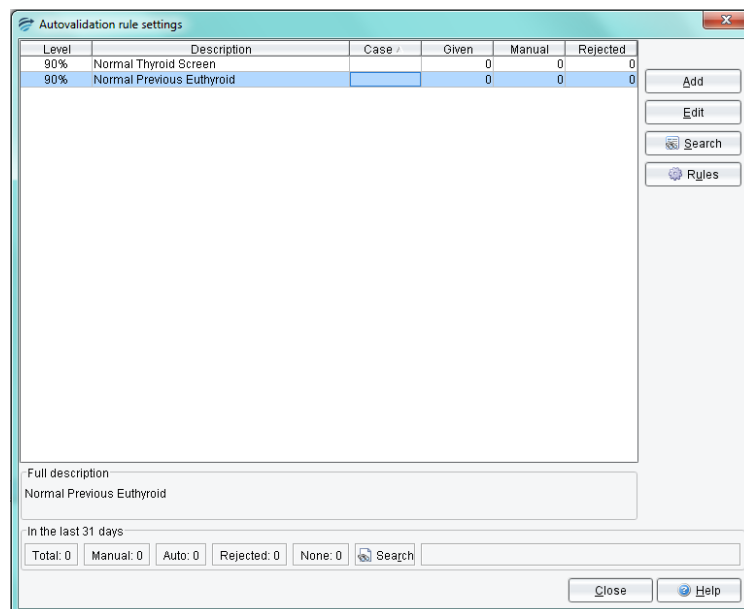 Autovalidation rule settings
Level Description Case Given Manual Rejected
90% Normal Thyroid Screen 0 0 0
90% Normal Previous Euthyroid 0 0 0
Add
Edit
Search
Rules
Full description
Normal Previous Euthyroid
In the last 31 days
Total: 0 Manual: 0 Auto: 0 Rejected: 0 None: 0 Search
Close Help